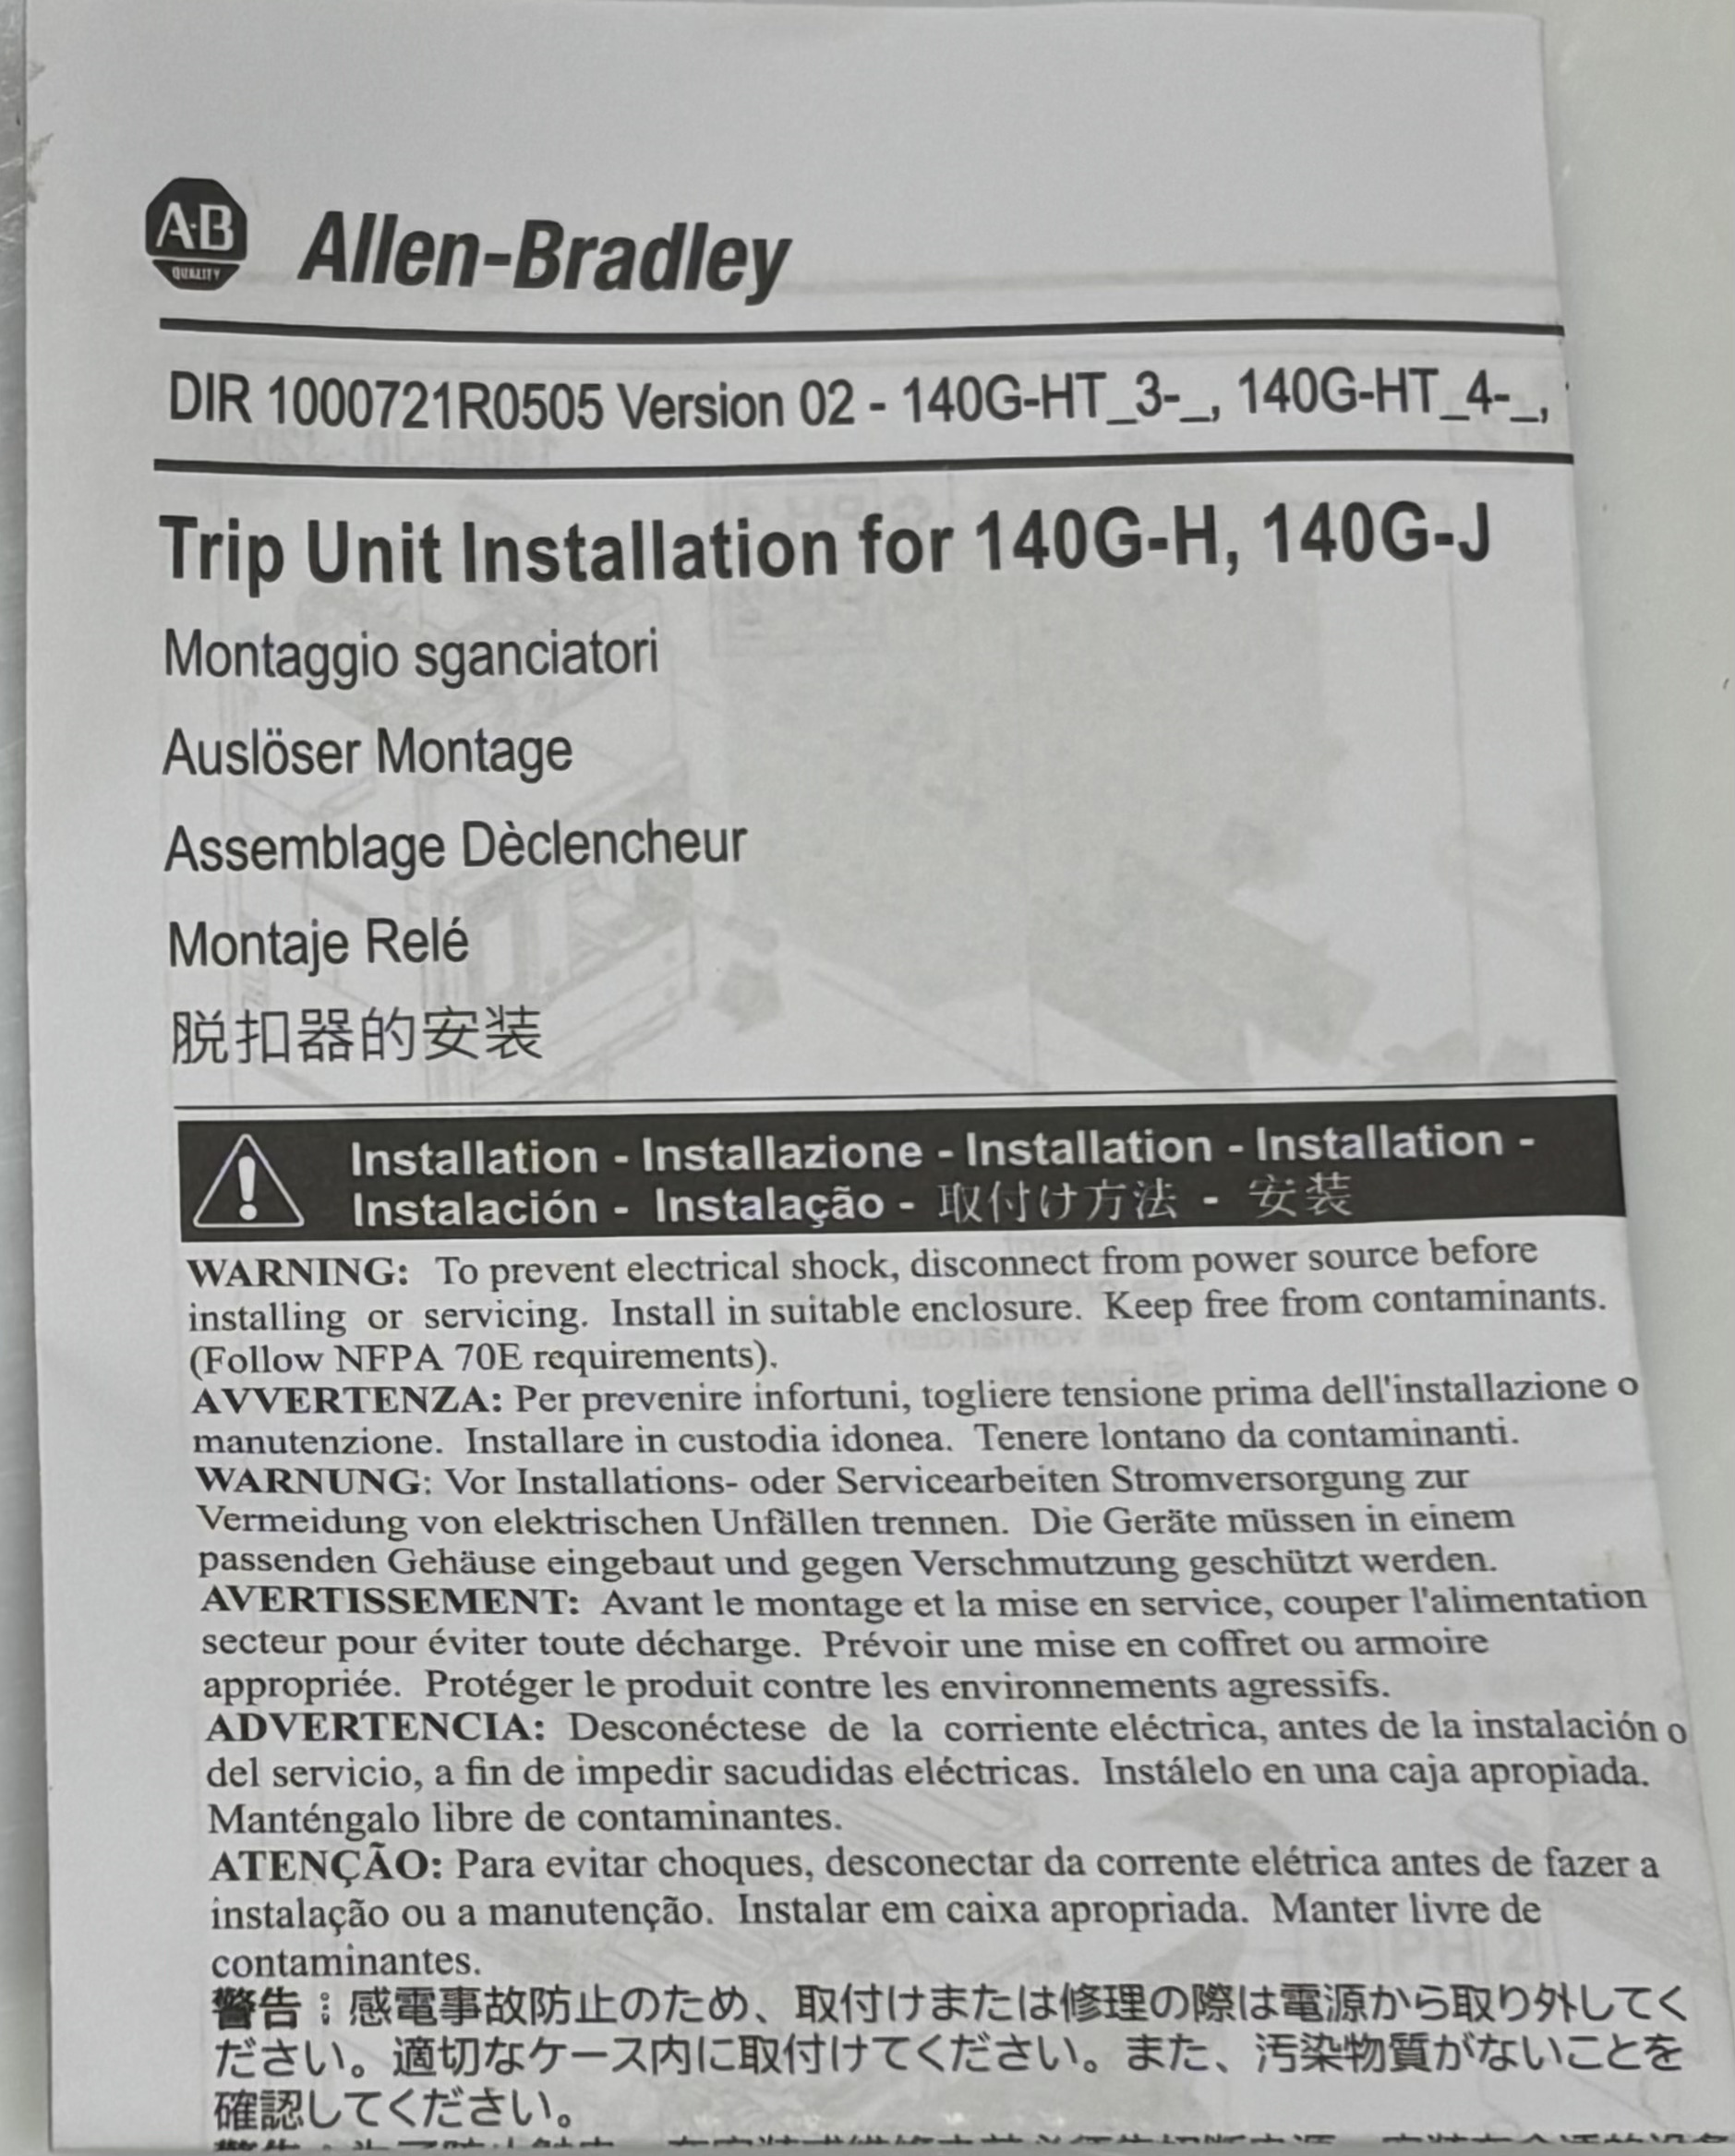 A-B
QUALITY
Allen-Bradley
DIR 1000721R0505 Version 02 - 140G-HT_3-_, 140G-HT_4-_,
Trip Unit Installation for 140G-H, 140G-J
Montaggio sganciatori
Auslöser Montage
Assemblage Dèclencheur
Montaje Relé
脱扣器的安装
Installation - Installazione - Installation - Installation -
Instalación - Instalação - 取付け方法 - 安装
WARNING: To prevent electrical shock, disconnect from power source before
installing or servicing. Install in suitable enclosure. Keep free from contaminants.
(Follow NFPA 70E requirements).
AVVERTENZA: Per prevenire infortuni, togliere tensione prima dell'installazione o
manutenzione. Installare in custodia idonea. Tenere lontano da contaminanti.
WARNUNG: Vor Installations- oder Servicearbeiten Stromversorgung zur
Vermeidung von elektrischen Unfällen trennen. Die Geräte müssen in einem
passenden Gehäuse eingebaut und gegen Verschmutzung geschützt werden.
AVERTISSEMENT: Avant le montage et la mise en service, couper l'alimentation
secteur pour éviter toute décharge. Prévoir une mise en coffret ou armoire
appropriée. Protéger le produit contre les environnements agressifs.
ADVERTENCIA: Desconéctese de la corriente eléctrica, antes de la instalación o
del servicio, a fin de impedir sacudidas eléctricas. Instálelo en una caja apropiada.
Manténgalo libre de contaminantes.
ATENÇÃO: Para evitar choques, desconectar da corrente elétrica antes de fazer a
instalação ou a manutenção. Instalar em caixa apropriada. Manter livre de
contaminantes.
警告：感電事故防止のため、取付けまたは修理の際は電源から取り外してく
ださい。適切なケース内に取付けてください。また、汚染物質がないことを
確認してください。